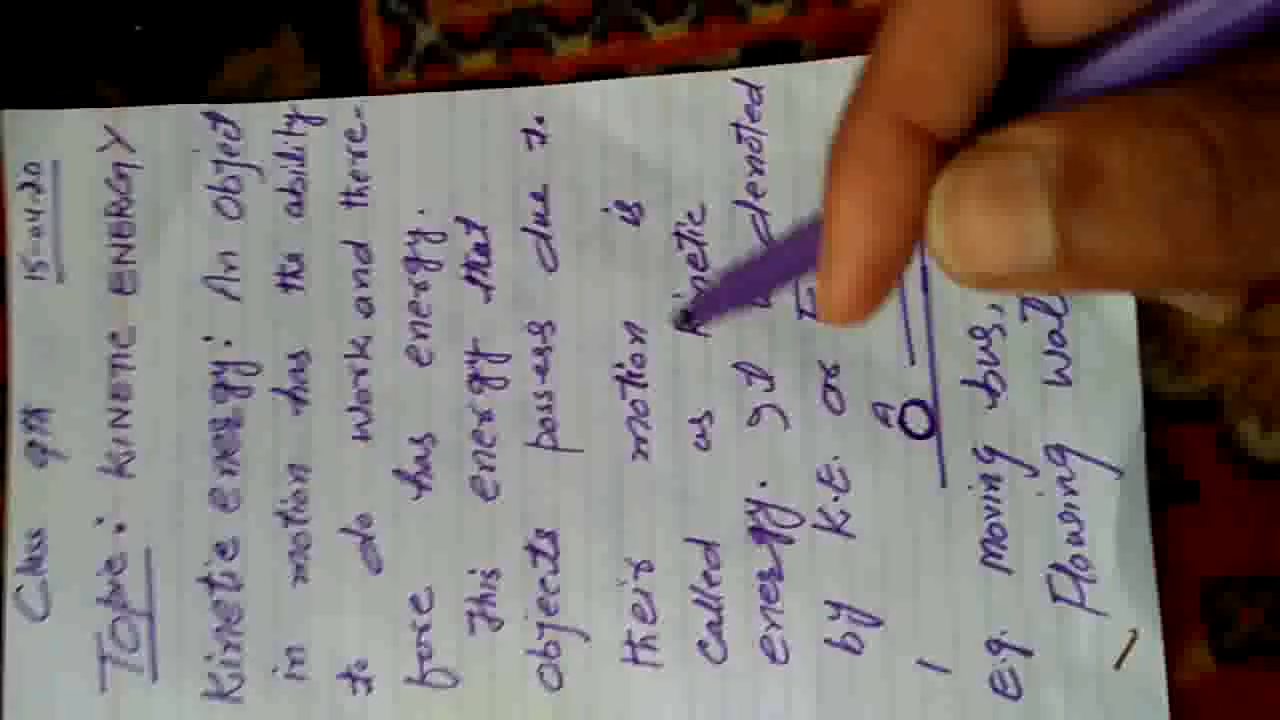 Class 9th 15-04-20
Topic: KINETIC ENERGY
Kinetic energy: An object
in motion has the ability
to do work and there-
fore has energy.
This energy that
objects possess due to
their motion is
called as Kinetic
energy. It denoted
by K.E. or E
A
e.g. moving bus,
Flowing wat